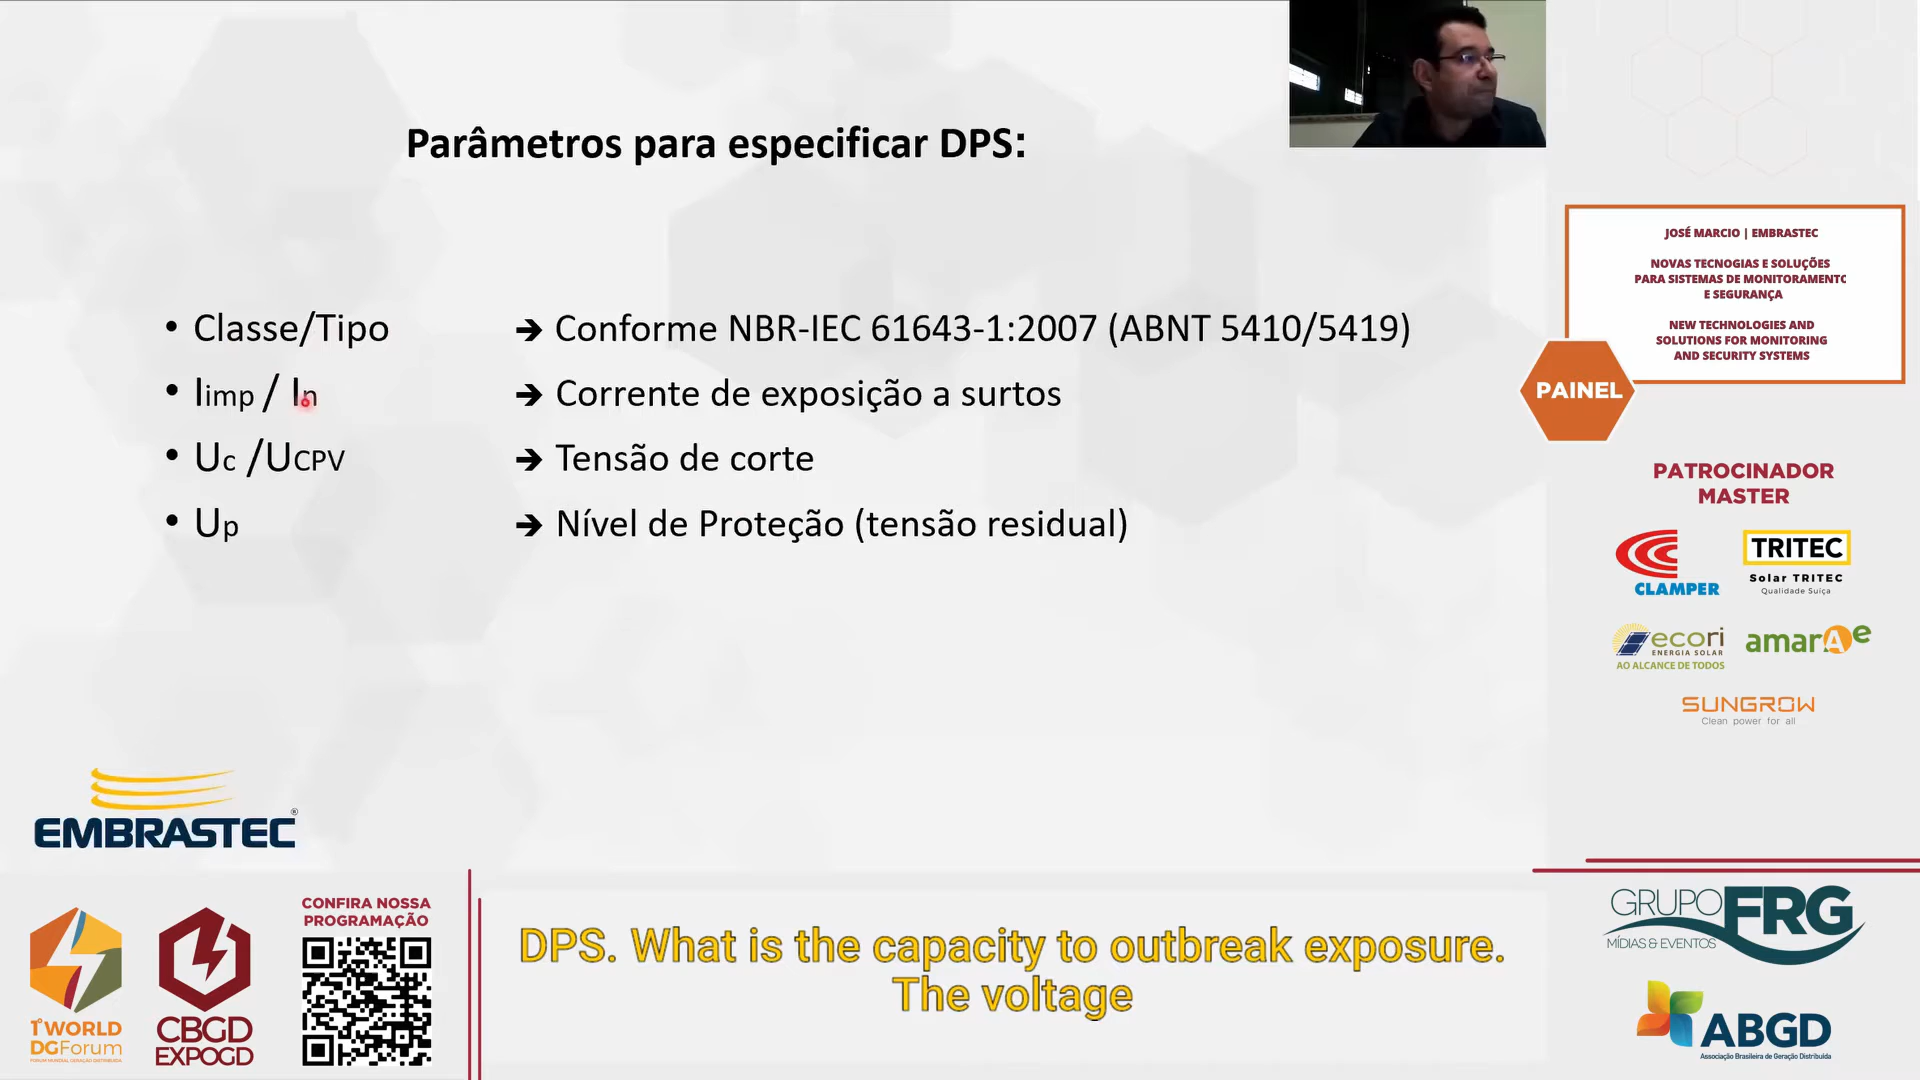 Parâmetros para especificar DPS:
• Classe/Tipo ➔ Conforme NBR-IEC 61643-1:2007 (ABNT 5410/5419)
• Iimp / In ➔ Corrente de exposição a surtos
• Uc /UCPV ➔ Tensão de corte
• Up ➔ Nível de Proteção (tensão residual)
JOSÉ MARCIO | EMBRASTEC
NOVAS TECNOGIAS E SOLUÇÕES
PARA SISTEMAS DE MONITORAMENTO
E SEGURANÇA
NEW TECHNOLOGIES AND
SOLUTIONS FOR MONITORING
AND SECURITY SYSTEMS
PAINEL
PATROCINADOR
MASTER
CLAMPER
TRITEC
Solar TRITEC
Qualidade Suíça
ecori
ENERGIA SOLAR
AO ALCANCE DE TODOS
amarAe
SUNGROW
Clean power for all
EMBRASTEC®
1º WORLD
DGForum
FÓRUM MUNDIAL GERAÇÃO DISTRIBUÍDA
CBGD
EXPOGD
CONFIRA NOSSA
PROGRAMAÇÃO
DPS. What is the capacity to outbreak exposure.
The voltage
GRUPO FRG
MÍDIAS & EVENTOS
ABGD
Associação Brasileira de Geração Distribuída